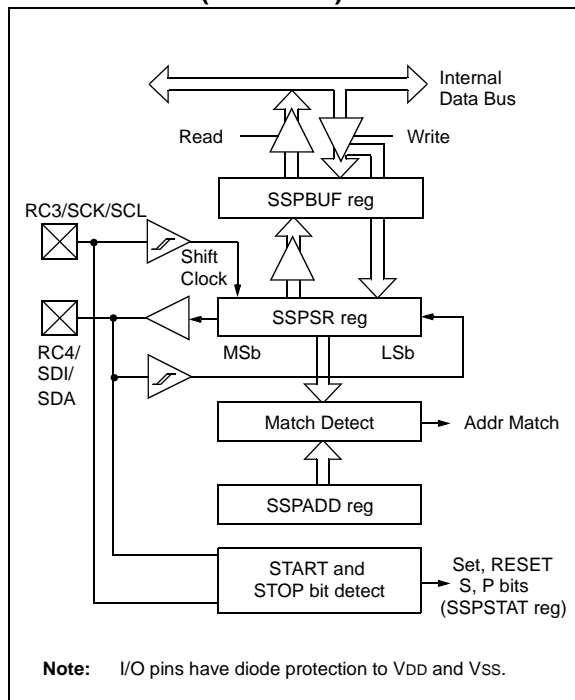 Internal
Data Bus
Read
Write
SSPBUF reg
RC3/SCK/SCL
Shift
Clock
SSPSR reg
MSb
LSb
RC4/
SDI/
SDA
Match Detect
Addr Match
SSPADD reg
START and
STOP bit detect
Set, RESET
S, P bits
(SSPSTAT reg)
Note: I/O pins have diode protection to VDD and VSS.